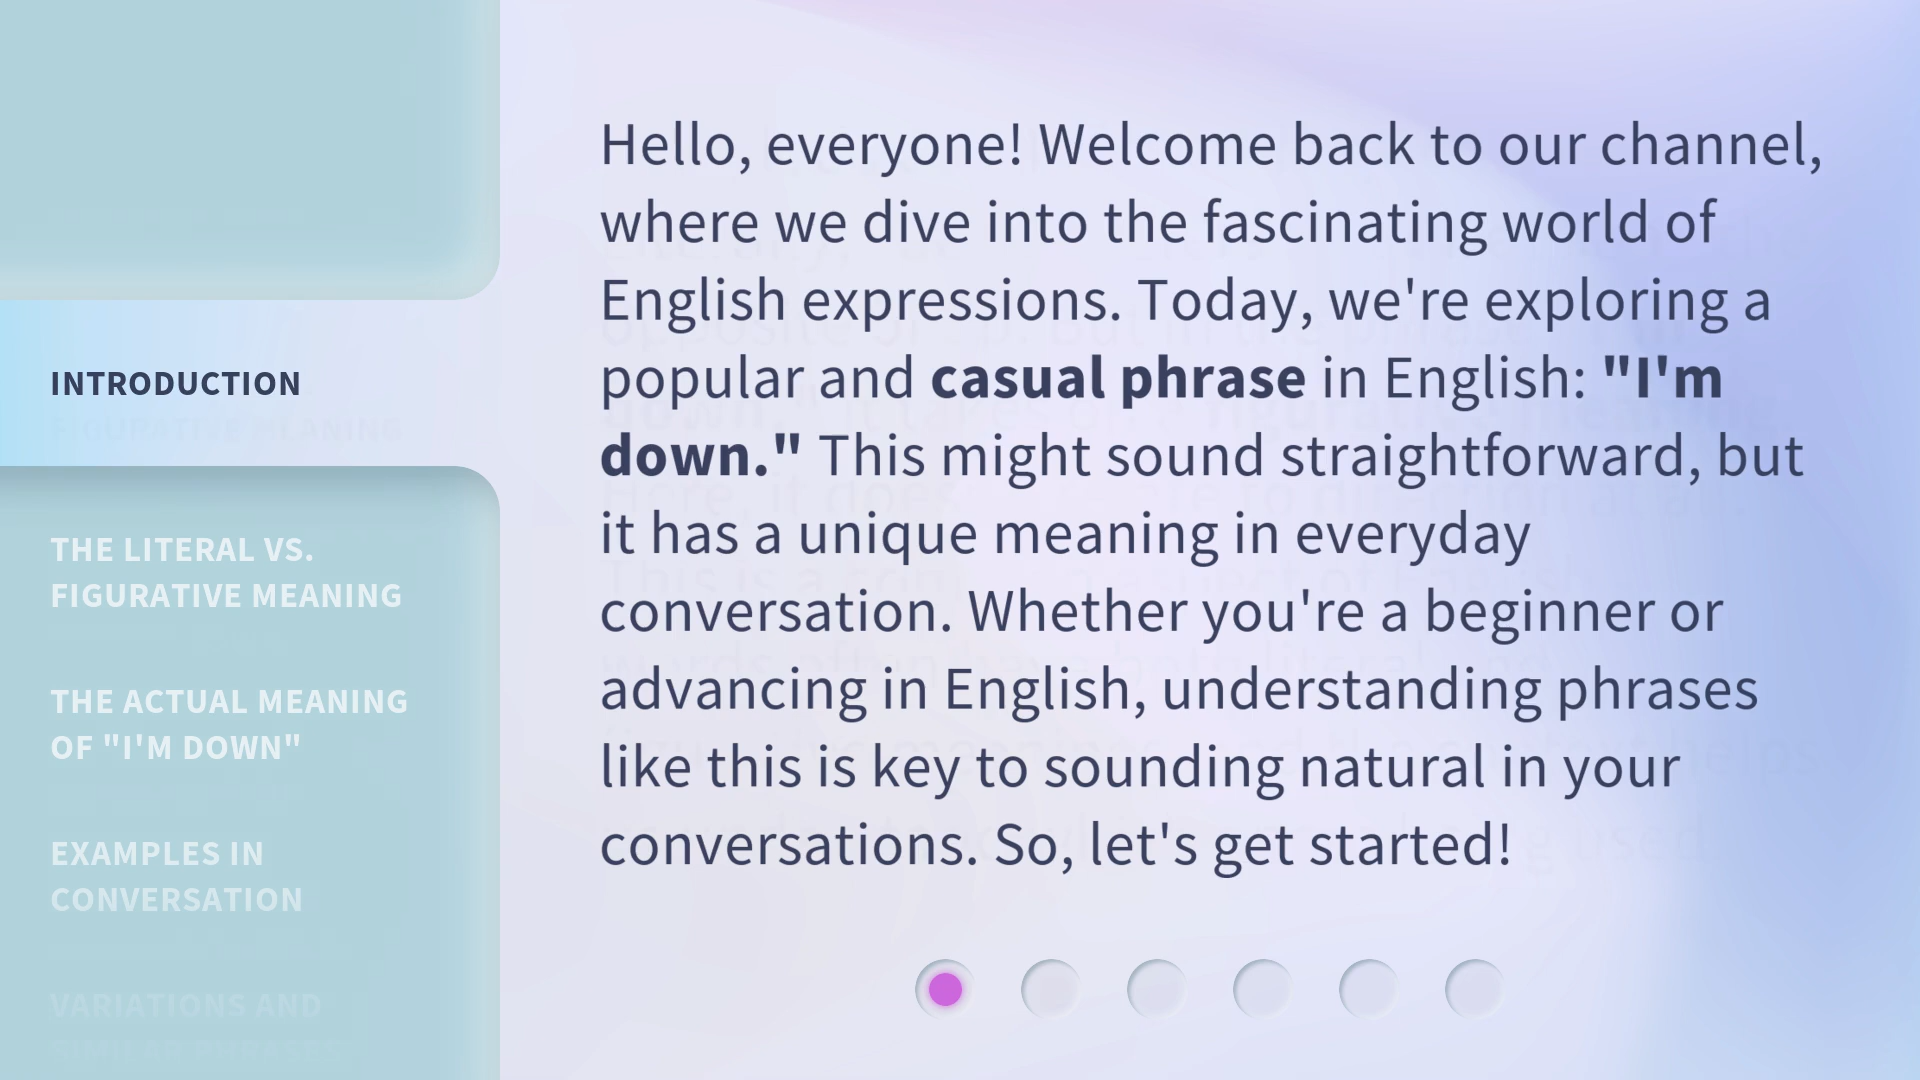 INTRODUCTION
THE LITERAL VS.
FIGURATIVE MEANING
THE ACTUAL MEANING
OF "I'M DOWN"
EXAMPLES IN
CONVERSATION
VARIATIONS AND
SIMILAR PHRASES
Hello, everyone! Welcome back to our channel,
where we dive into the fascinating world of
English expressions. Today, we're exploring a
popular and casual phrase in English: "I'm
down." This might sound straightforward, but
it has a unique meaning in everyday
conversation. Whether you're a beginner or
advancing in English, understanding phrases
like this is key to sounding natural in your
conversations. So, let's get started!